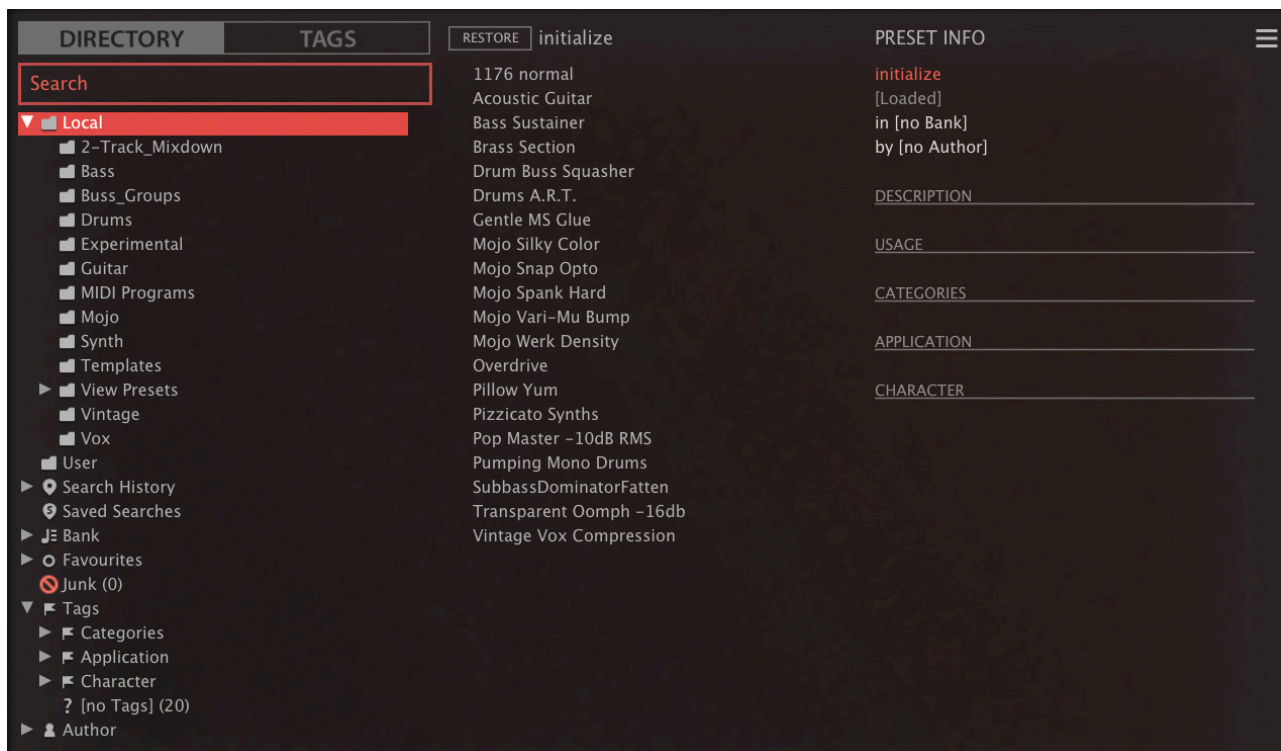 DIRECTORY
TAGS
Search
Local
2-Track_Mixdown
Bass
Buss_Groups
Drums
Experimental
Guitar
MIDI Programs
Mojo
Synth
Templates
View Presets
Vintage
Vox
User
Search History
Saved Searches
Bank
Favourites
Junk (0)
Tags
Categories
Application
Character
? [no Tags] (20)
Author
RESTORE initialize
1176 normal
Acoustic Guitar
Bass Sustainer
Brass Section
Drum Buss Squasher
Drums A.R.T.
Gentle MS Glue
Mojo Silky Color
Mojo Snap Opto
Mojo Spank Hard
Mojo Vari-Mu Bump
Mojo Werk Density
Overdrive
Pillow Yum
Pizzicato Synths
Pop Master -10dB RMS
Pumping Mono Drums
SubbassDominatorFatten
Transparent Oomph -16db
Vintage Vox Compression
PRESET INFO
initialize
[Loaded]
in [no Bank]
by [no Author]
DESCRIPTION
USAGE
CATEGORIES
APPLICATION
CHARACTER